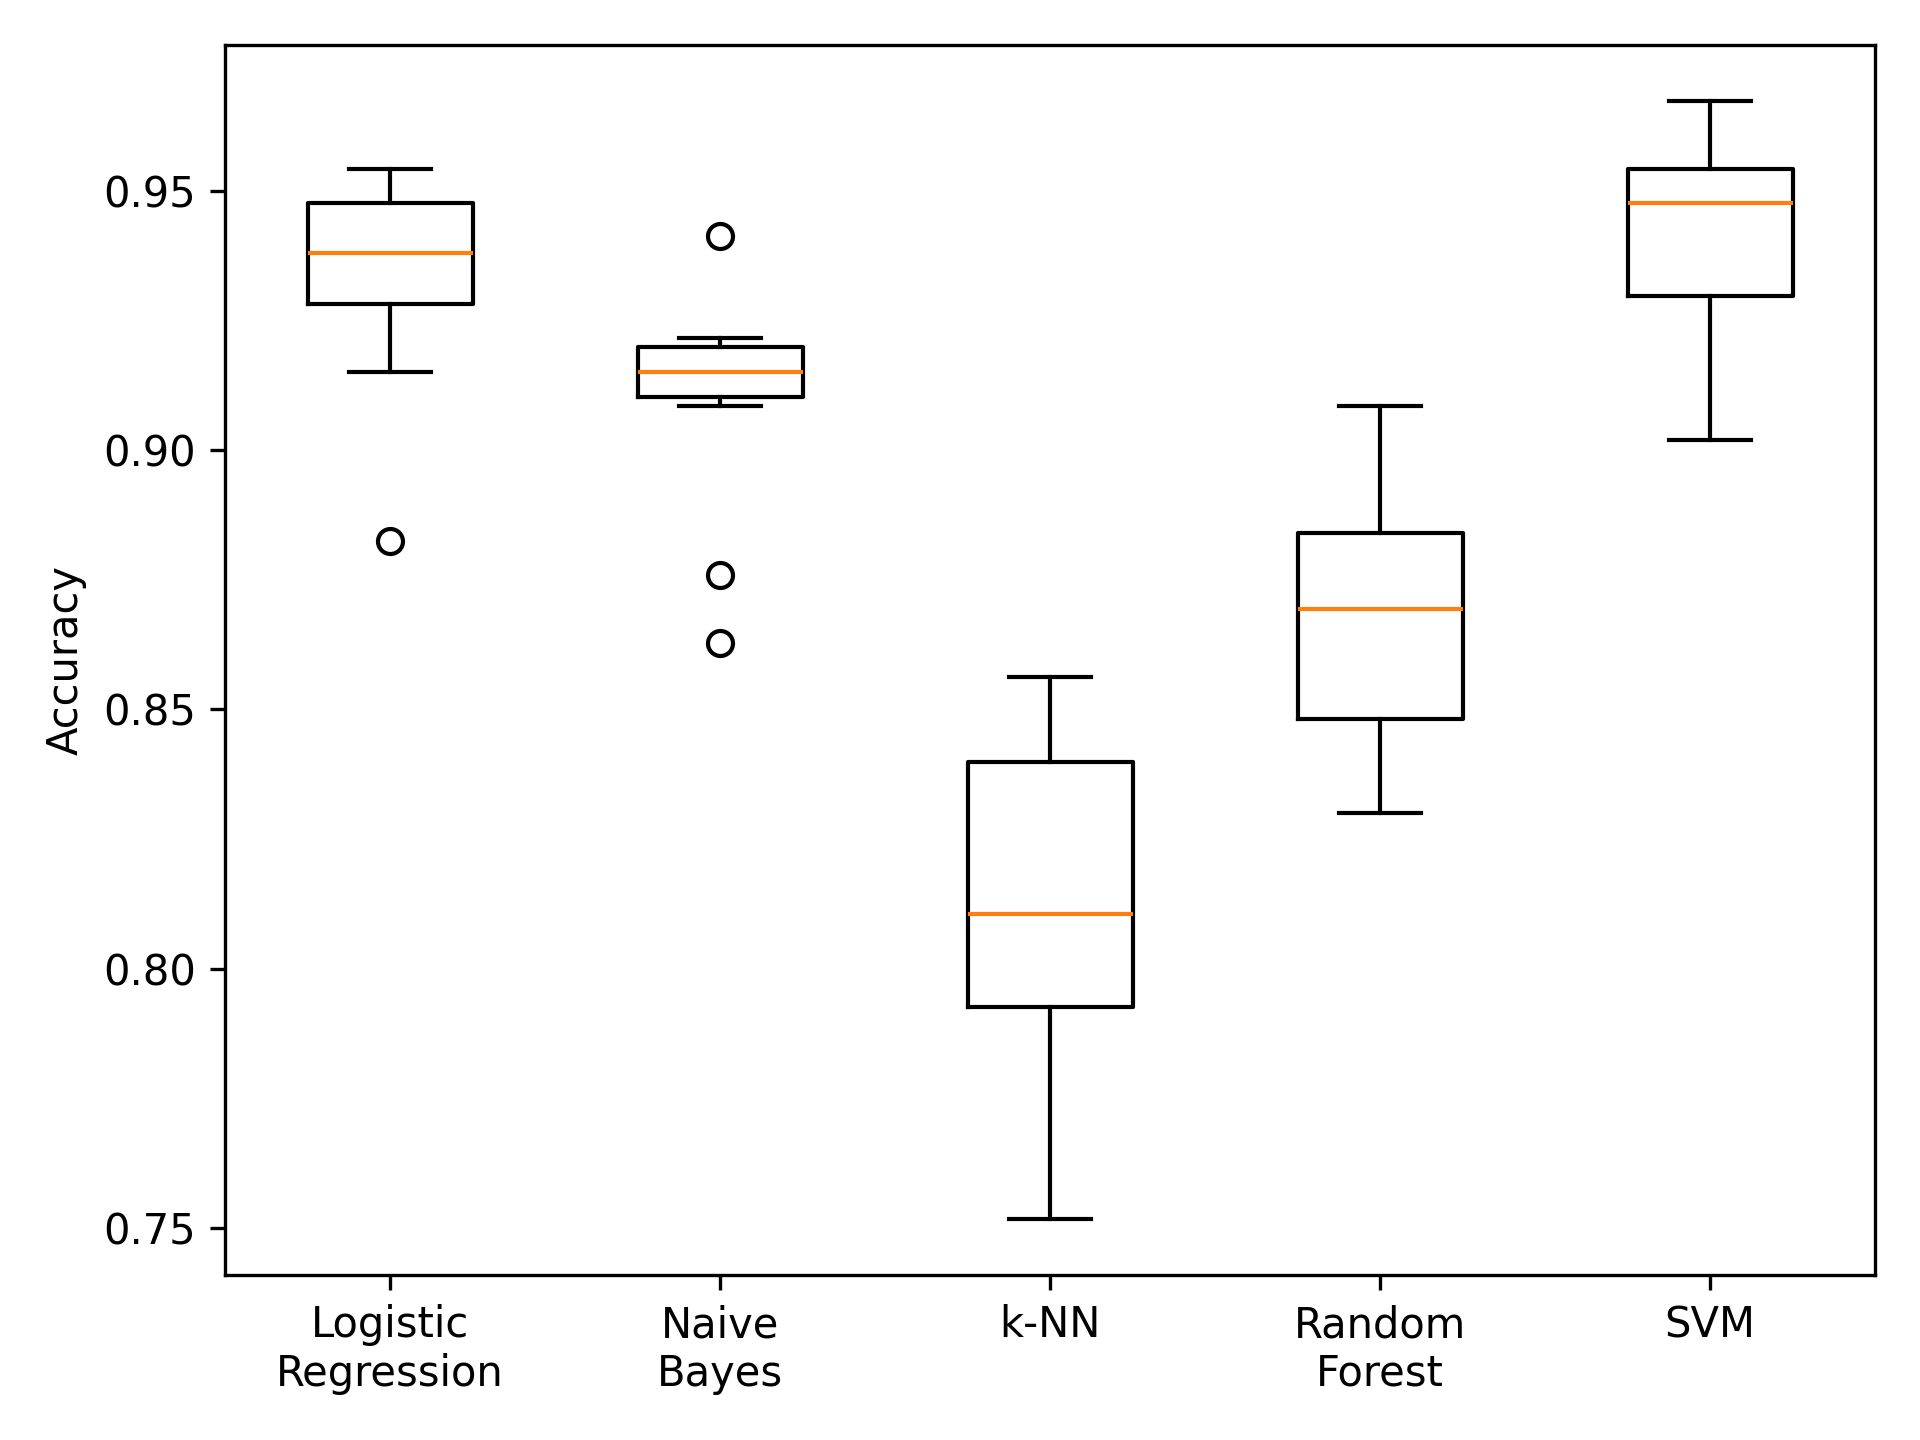 Accuracy
0.95
0.90
0.85
0.80
0.75
Logistic
Regression
Naive
Bayes
k-NN
Random
Forest
SVM